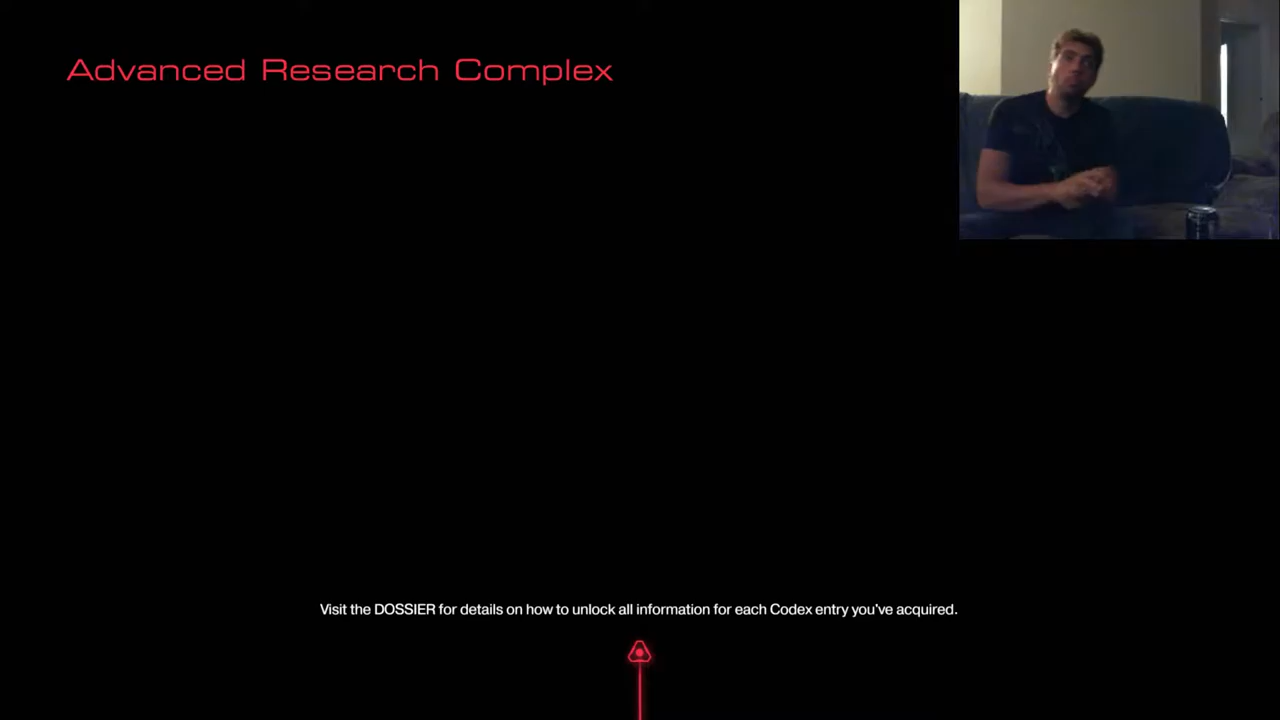 Advanced Research Complex
Visit the DOSSIER for details on how to unlock all information for each Codex entry you've acquired.